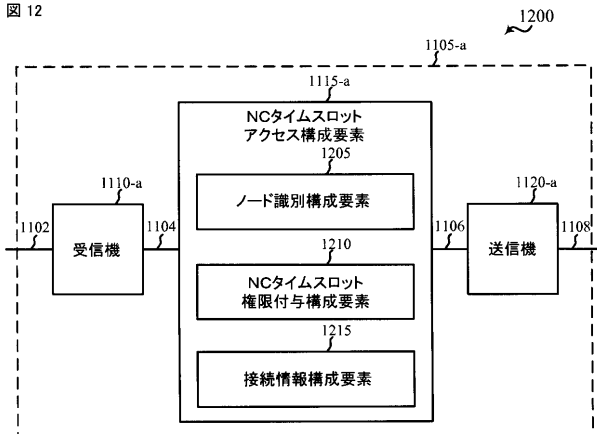 図 12
1200
1105-a
1115-a
NCタイムスロット
アクセス構成要素
1205
ノード識別構成要素
1110-a
1120-a
1102
受信機
1104
1106
送信機
1108
1210
NCタイムスロット
権限付与構成要素
1215
接続情報構成要素